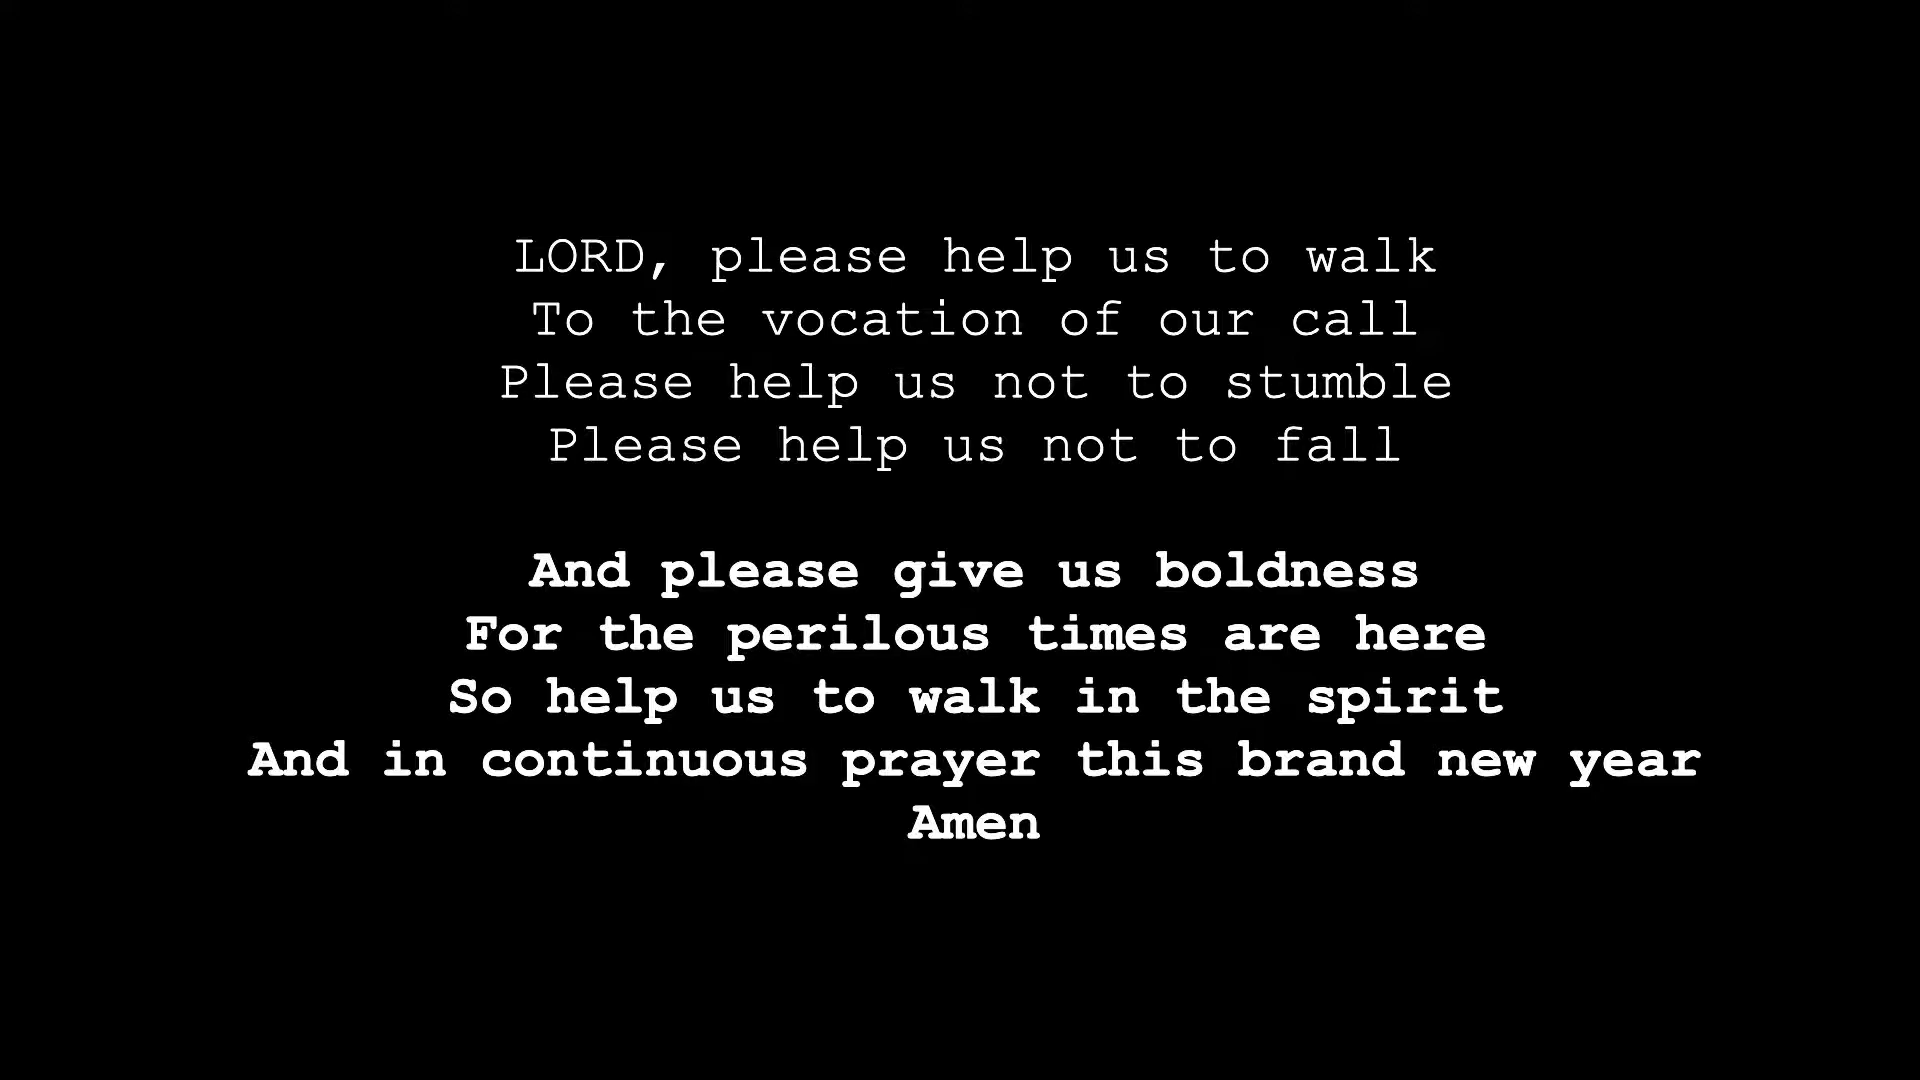 LORD, please help us to walk
To the vocation of our call
Please help us not to stumble
Please help us not to fall
And please give us boldness
For the perilous times are here
So help us to walk in the spirit
And in continuous prayer this brand new year
Amen